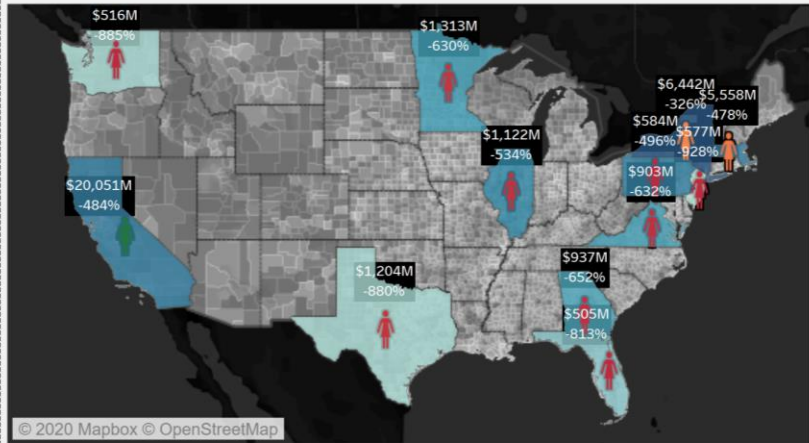 $516M
-885%
$1,313M
-630%
$6,442M
-326%
$5,558M
-478%
$584M
-496%
$577M
-928%
$1,122M
-534%
$903M
-632%
$20,051M
-484%
$937M
-652%
$1,204M
-880%
$505M
-813%
© 2020 Mapbox © OpenStreetMap